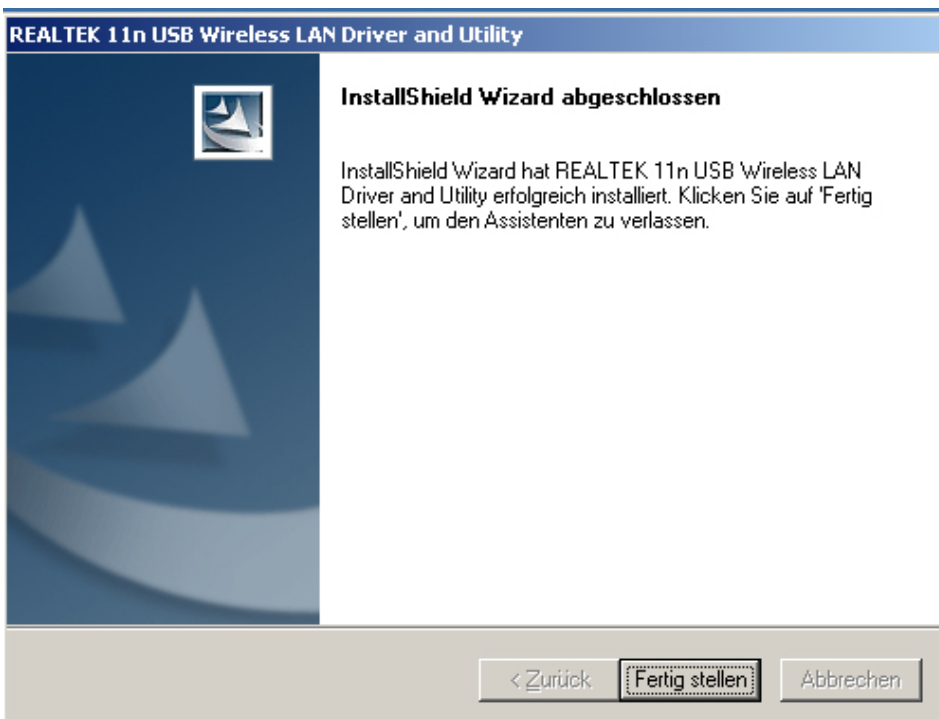 REALTEK 11n USB Wireless LAN Driver and Utility
InstallShield Wizard abgeschlossen
InstallShield Wizard hat REALTEK 11n USB Wireless LAN
Driver and Utility erfolgreich installiert. Klicken Sie auf 'Fertig
stellen', um den Assistenten zu verlassen.
< Zurück
Fertig stellen
Abbrechen